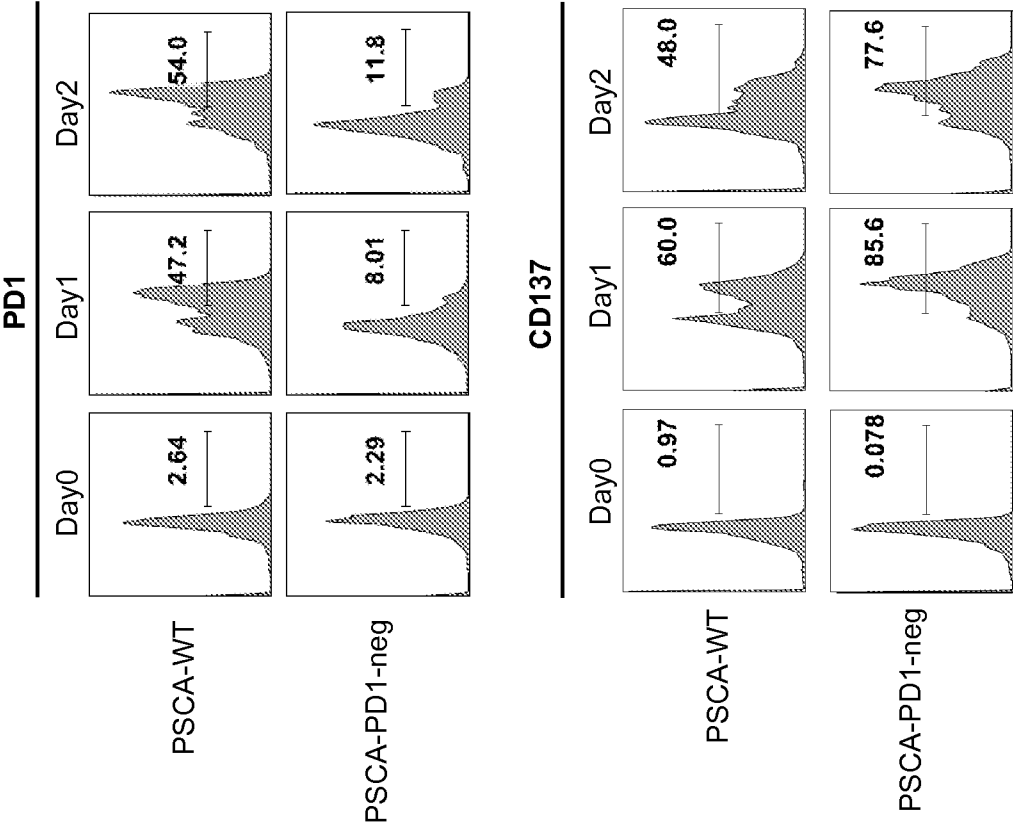 PD1
Day0 Day1 Day2
PSCA-WT 2.64 47.2 54.0
PSCA-PD1-neg 2.29 8.01 11.8
CD137
Day0 Day1 Day2
PSCA-WT 0.97 60.0 48.0
PSCA-PD1-neg 0.078 85.6 77.6